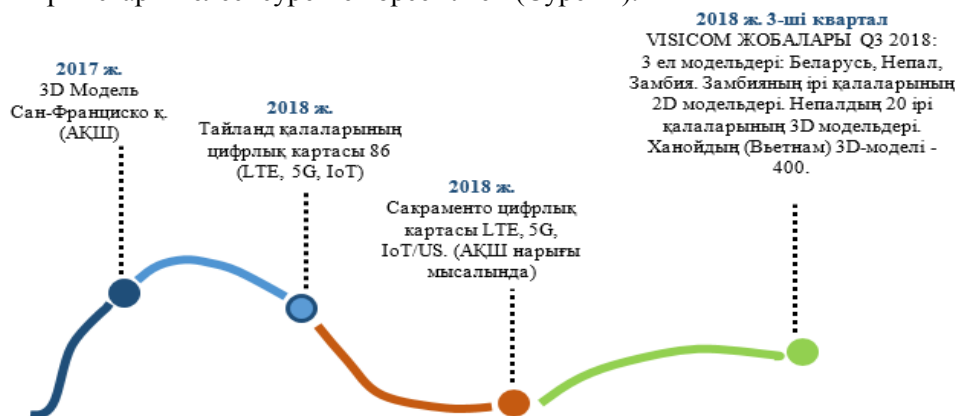 2017 ж.
3D Модель
Сан-Франциско қ.
(АҚШ)
2018 ж.
Тайланд қалаларының
цифрлық картасы 86
(LTE, 5G, IoT)
2018 ж.
Сакраменто цифрлық
картасы LTE, 5G,
IoT/US. (АҚШ нарығы
мысалында)
2018 ж. 3-ші квартал
VISICOM ЖОБАЛАРЫ Q3 2018:
3 ел модельдері: Беларусь, Непал,
Замбия. Замбияның ірі қалаларының
2D модельдері. Непалдың 20 ірі
қалаларының 3D модельдері.
Ханойдың (Вьетнам) 3D-моделі -
400.